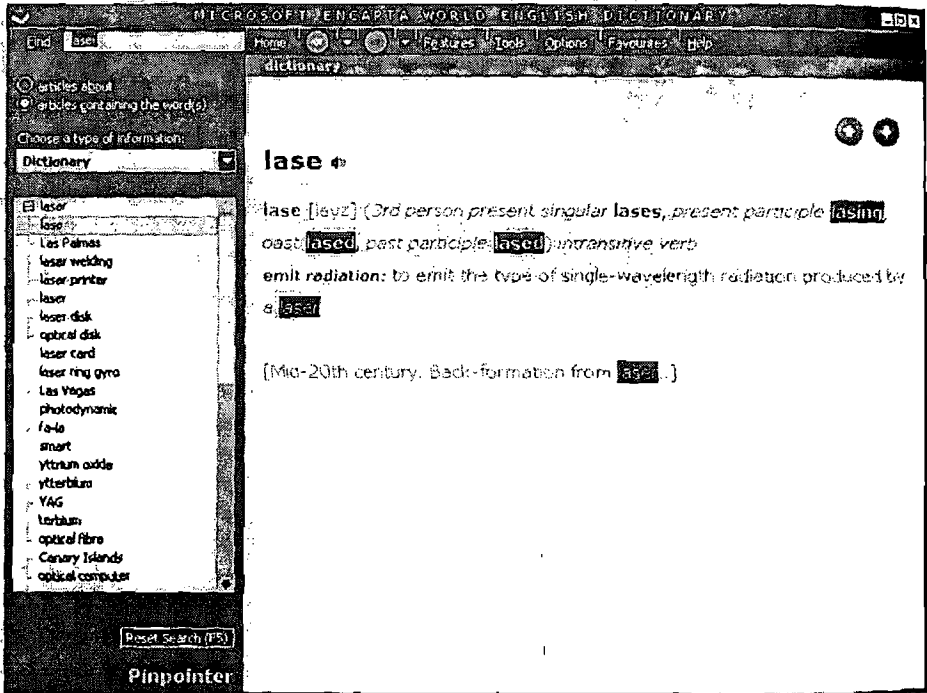 MICROSOFT ENCARTA WORLD ENGLISH DICTIONARY
Find laser
Home Features Tools Options Favourites Help
dictionary
articles about
articles containing the word(s)
Choose a type of information:
Dictionary
laser
lase
Las Palmas
laser welding
laser printer
laser
laser disk
optical disk
laser card
laser ring gyro
Las Vegas
photodynamic
fa-la
smart
yttrium oxide
ytterbium
YAG
terbium
optical fibre
Canary Islands
optical computer
Reset Search (F5)
Pinpointer
lase
lase [layz] (3rd person present singular lases, present participle lasing,
past lased, past participle lased) intransitive verb
emit radiation: to emit the type of single-wavelength radiation produced by
a laser
[Mid-20th century. Back-formation from laser.]